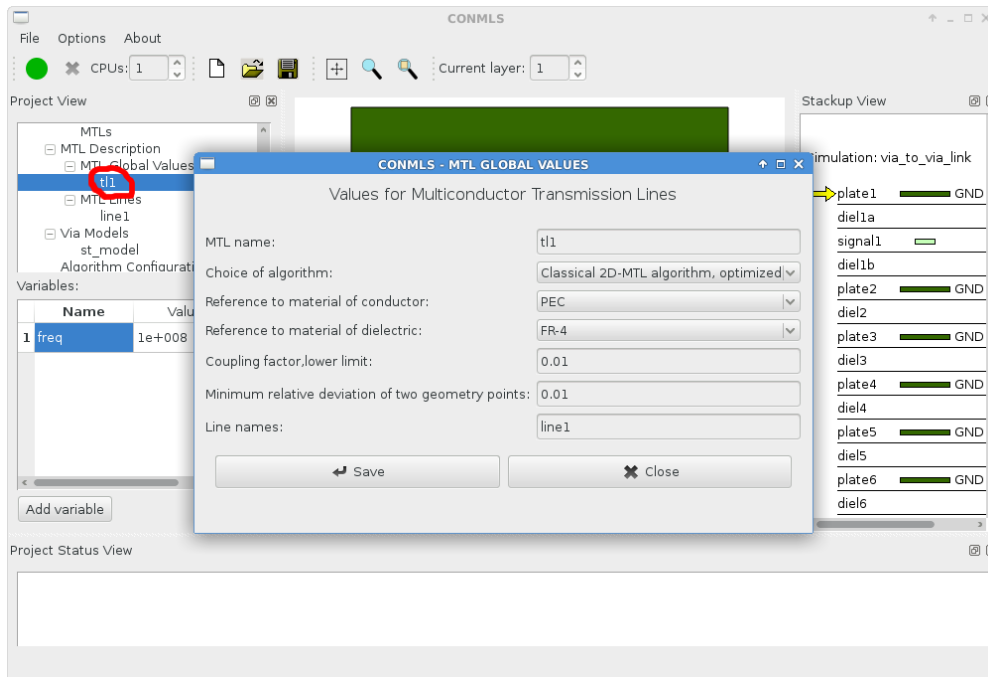 CONMLS
File Options About
CPUs: 1 Current layer: 1
Project View
MTLs
MTL Description
MTL Global Values
tl1
MTL Lines
line1
Via Models
st_model
Algorithm Configurati
Variables:
Name Valu
1 freq 1e+008
Add variable
CONMLS - MTL GLOBAL VALUES
Values for Multiconductor Transmission Lines
MTL name: tl1
Choice of algorithm: Classical 2D-MTL algorithm, optimized
Reference to material of conductor: PEC
Reference to material of dielectric: FR-4
Coupling factor,lower limit: 0.01
Minimum relative deviation of two geometry points: 0.01
Line names: line1
Save Close
Stackup View
imulation: via_to_via_link
plate1 GND
diel1a
signal1
diel1b
plate2 GND
diel2
plate3 GND
diel3
plate4 GND
diel4
plate5 GND
diel5
plate6 GND
diel6
Project Status View